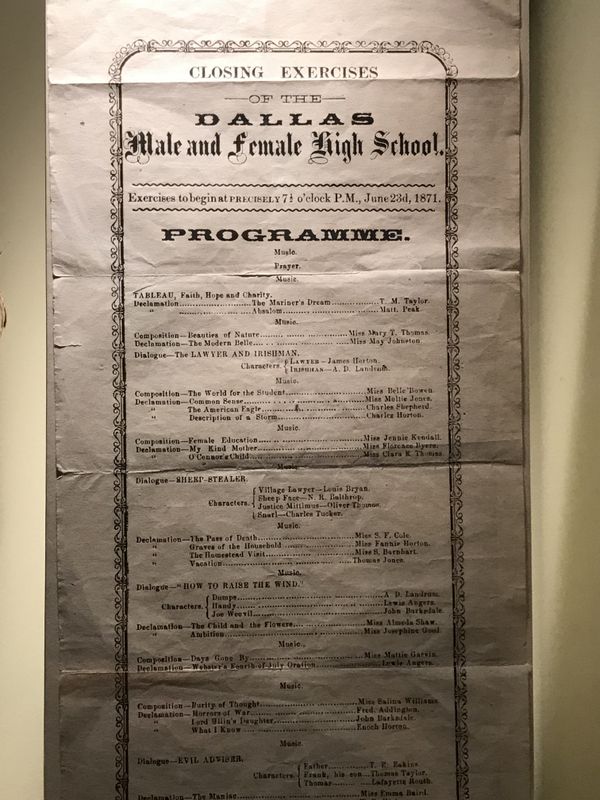 CLOSING EXERCISES
OF THE
DALLAS
Male and Female High School.
Exercises to begin at PRECISELY 7½ o'clock P.M., June 23d, 1871.
PROGRAMME.
Music.
Prayer.
Music.
TABLEAU, Faith, Hope and Charity.
Declamation The Mariner's Dream T. M. Taylor.
" Absalom Matt. Peak
Music.
Composition—Beauties of Nature Miss Mary T. Thomas.
Declamation—The Modern Belle Miss May Johnston.
Dialogue—The LAWYER AND IRISHMAN.
Characters. { LAWYER—James Horton.
IRISHMAN—A. D. Landrum.
Music.
Composition—The World for the Student Miss Belle Bowen.
Declamation—Common Sense Miss Mollie Jones.
" The American Eagle Charles Shepherd.
" Description of a Storm Charles Horton.
Music.
Composition—Female Education Miss Jennie Kendall.
Declamation—My Kind Mother Miss Florence Byers.
" O'Connor's Child Miss Clara E. Thomas.
Music
Dialogue—SHEEP-STEALER.
Village Lawyer—Louis Bryan.
Sheep Face—N. R. Balthrop.
Characters. { Justice Mittimus—Oliver Thomas.
Snarl—Charles Tucker.
Music.
Declamation—The Pass of Death Miss S. F. Cole.
" Graves of the Household Miss Fannie Horton.
" The Homestead Visit Miss S. Barnhart.
" Vacation Thomas Jones.
Music.
Dialogue—"HOW TO RAISE THE WIND."
Dumps A. D. Landrum.
Characters. { Handy Lewis Angers.
Joe Weevil John Barksdale.
Declamation—The Child and the Flowers Miss Almeda Shaw.
" Ambition Miss Josephine Good.
Music.
Composition—Days Gone By Miss Mattie Garvin.
Declamation—Webster's Fourth of July Oration Lewis Angers.
Music.
Composition—Purity of Thought Miss Salina Williams.
Declamation—Horrors of War Fred. Addington.
" Lord Ullin's Daughter John Barksdale.
" What I Know Enoch Horton.
Music
Dialogue—EVIL ADVISER.
Father T. E. Eakins.
Characters. { Frank, his son—Thomas Taylor.
Thomas Lafayette Routh.
Declamation—The Maniac Miss Emma Baird.